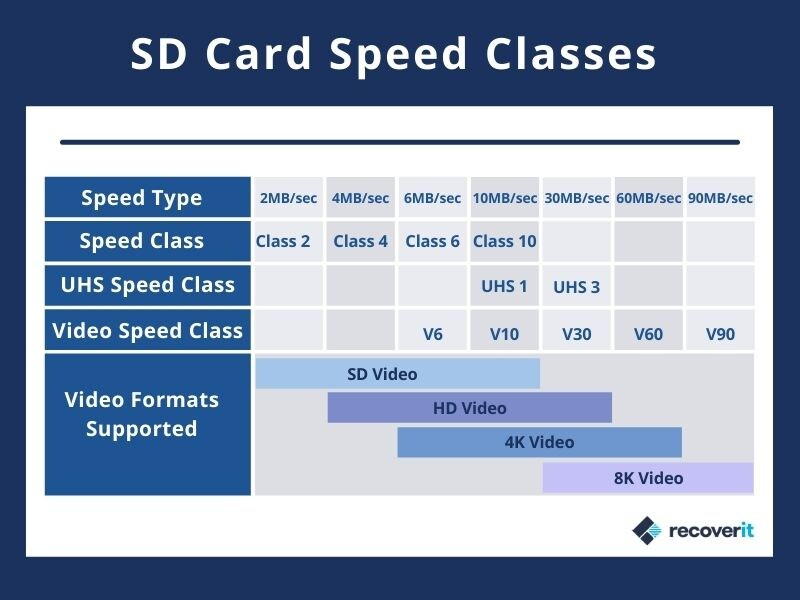 SD Card Speed Classes
Speed Type 2MB/sec 4MB/sec 6MB/sec 10MB/sec 30MB/sec 60MB/sec 90MB/sec
Speed Class Class 2 Class 4 Class 6 Class 10
UHS Speed Class UHS 1 UHS 3
Video Speed Class V6 V10 V30 V60 V90
Video Formats
Supported
SD Video
HD Video
4K Video
8K Video
recoverit